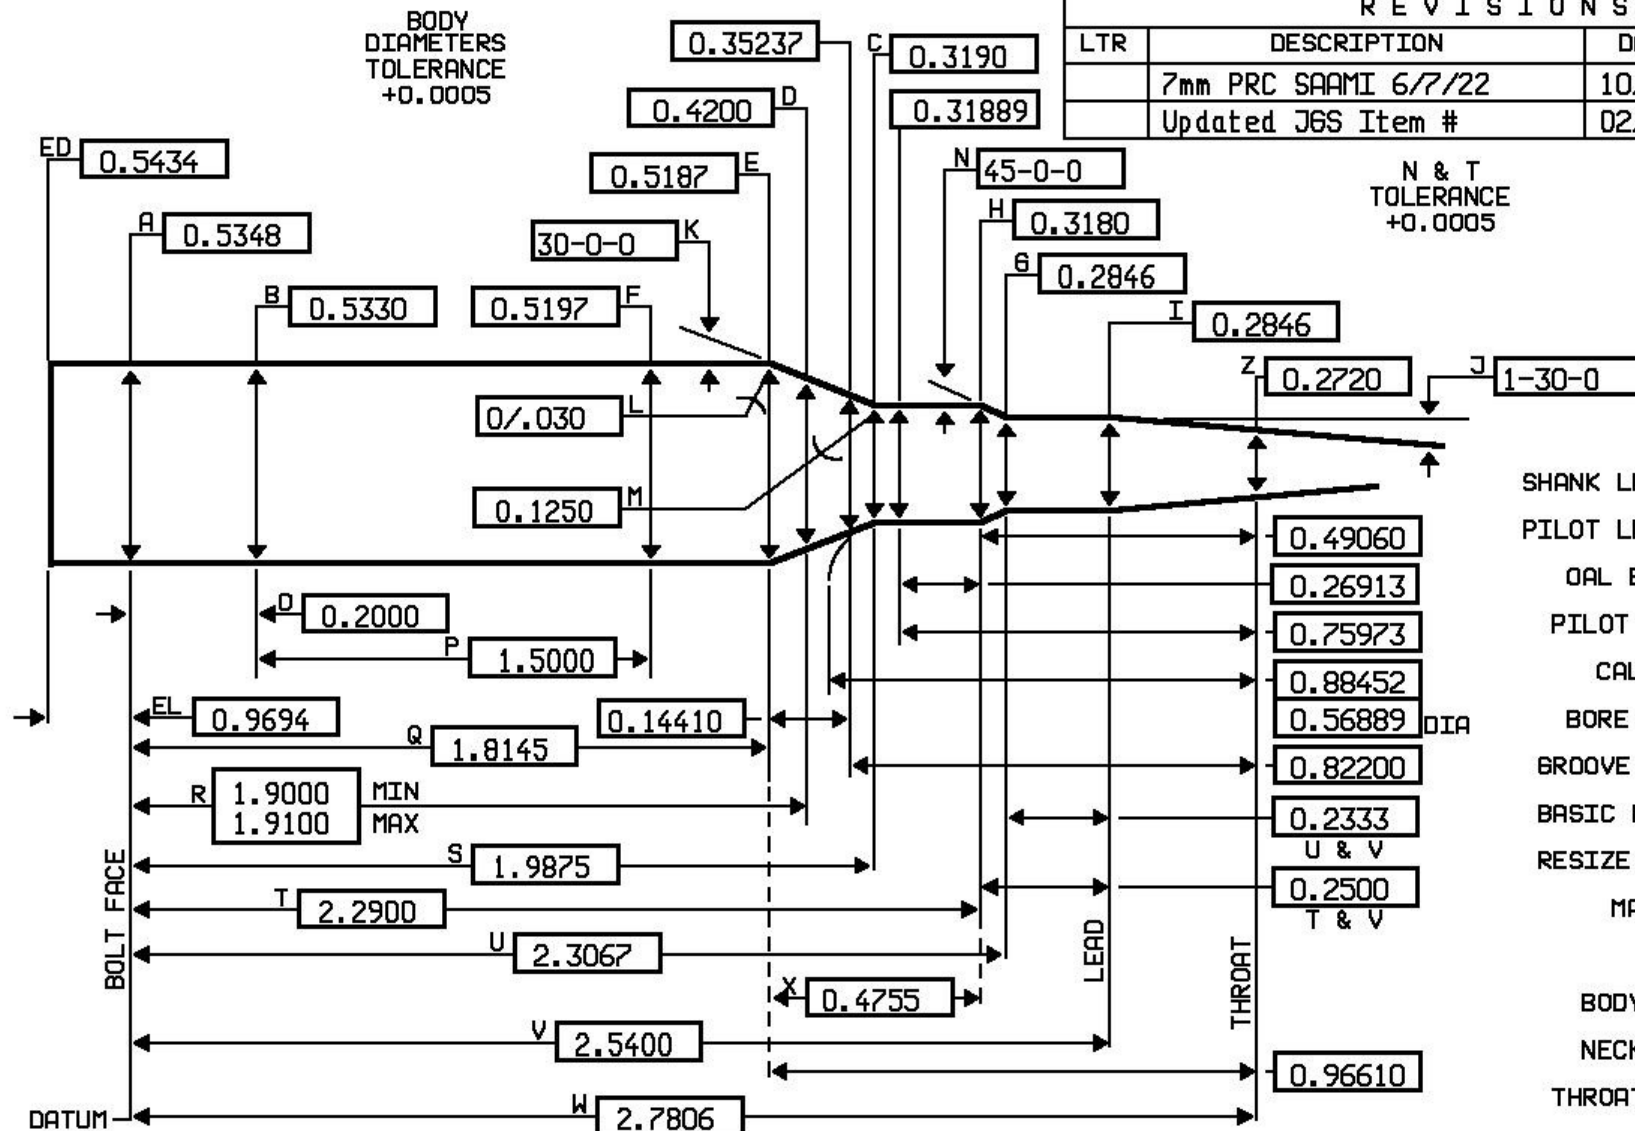 BODY
DIAMETERS
TOLERANCE
+0.0005
0.35237
C 0.3190
0.4200 D
0.31889
ED 0.5434
0.5187 E
N 45-0-0
A 0.5348
30-0-0 K
H 0.3180
B 0.5330
0.5197 F
G 0.2846
I 0.2846
Z 0.2720
J 1-30-0
R E V I S I O N S
LTR DESCRIPTION
7mm PRC SAAMI 6/7/22 10
Updated JGS Item # 02
N & T
TOLERANCE
+0.0005
0/.030 L
0.1250 M
SHANK
PILOT
OAL
PILOT
BORE
GROOVE
BASIC
RESIZE
BODY
0.49060
0.26913
0.75973
0.88452
0.56889 DIA
0.82200
0.2333
U & V
0.2500
T & V
0.96610
O 0.2000
P 1.5000
EL 0.9694
0.14410
Q 1.8145
R 1.9000 MIN
1.9100 MAX
S 1.9875
T 2.2900
U 2.3067
X 0.4755
V 2.5400
W 2.7806
BOLT FACE
LEAD
THROAT
DATUM